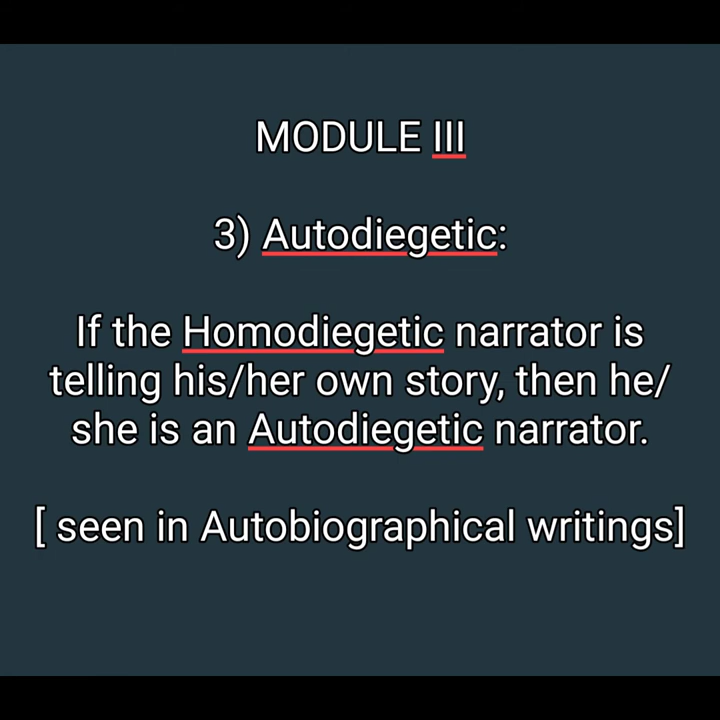 MODULE III
3) Autodiegetic:
If the Homodiegetic narrator is
telling his/her own story, then he/
she is an Autodiegetic narrator.
[ seen in Autobiographical writings]